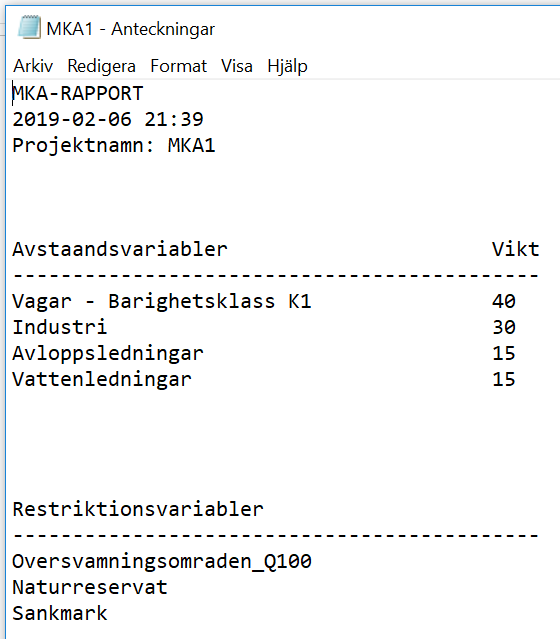 MKA1 - Anteckningar
Arkiv Redigera Format Visa Hjälp
MKA-RAPPORT
2019-02-06 21:39
Projektnamn: MKA1
Avstaandsvariabler Vikt
--------------------------------------------
Vagar - Barighetsklass K1 40
Industri 30
Avloppsledningar 15
Vattenledningar 15
Restriktionsvariabler
--------------------------------------------
Oversvamningsomraden_Q100
Naturreservat
Sankmark